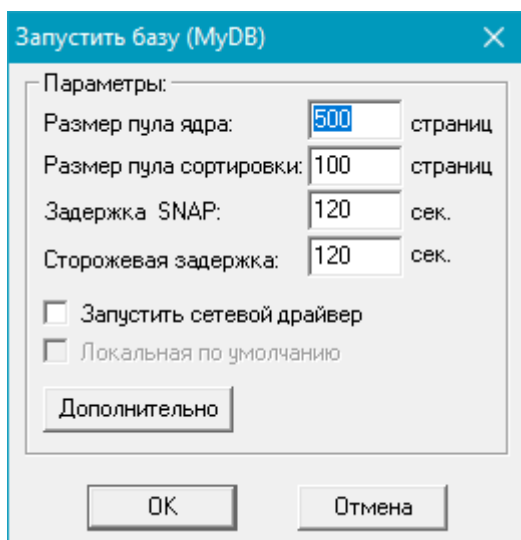 Запустить базу (MyDB)
Параметры:
Размер пула ядра: 500 страниц
Размер пула сортировки: 100 страниц
Задержка SNAP: 120 сек.
Сторожевая задержка: 120 сек.
Запустить сетевой драйвер
Локальная по умолчанию
Дополнительно
OK Отмена